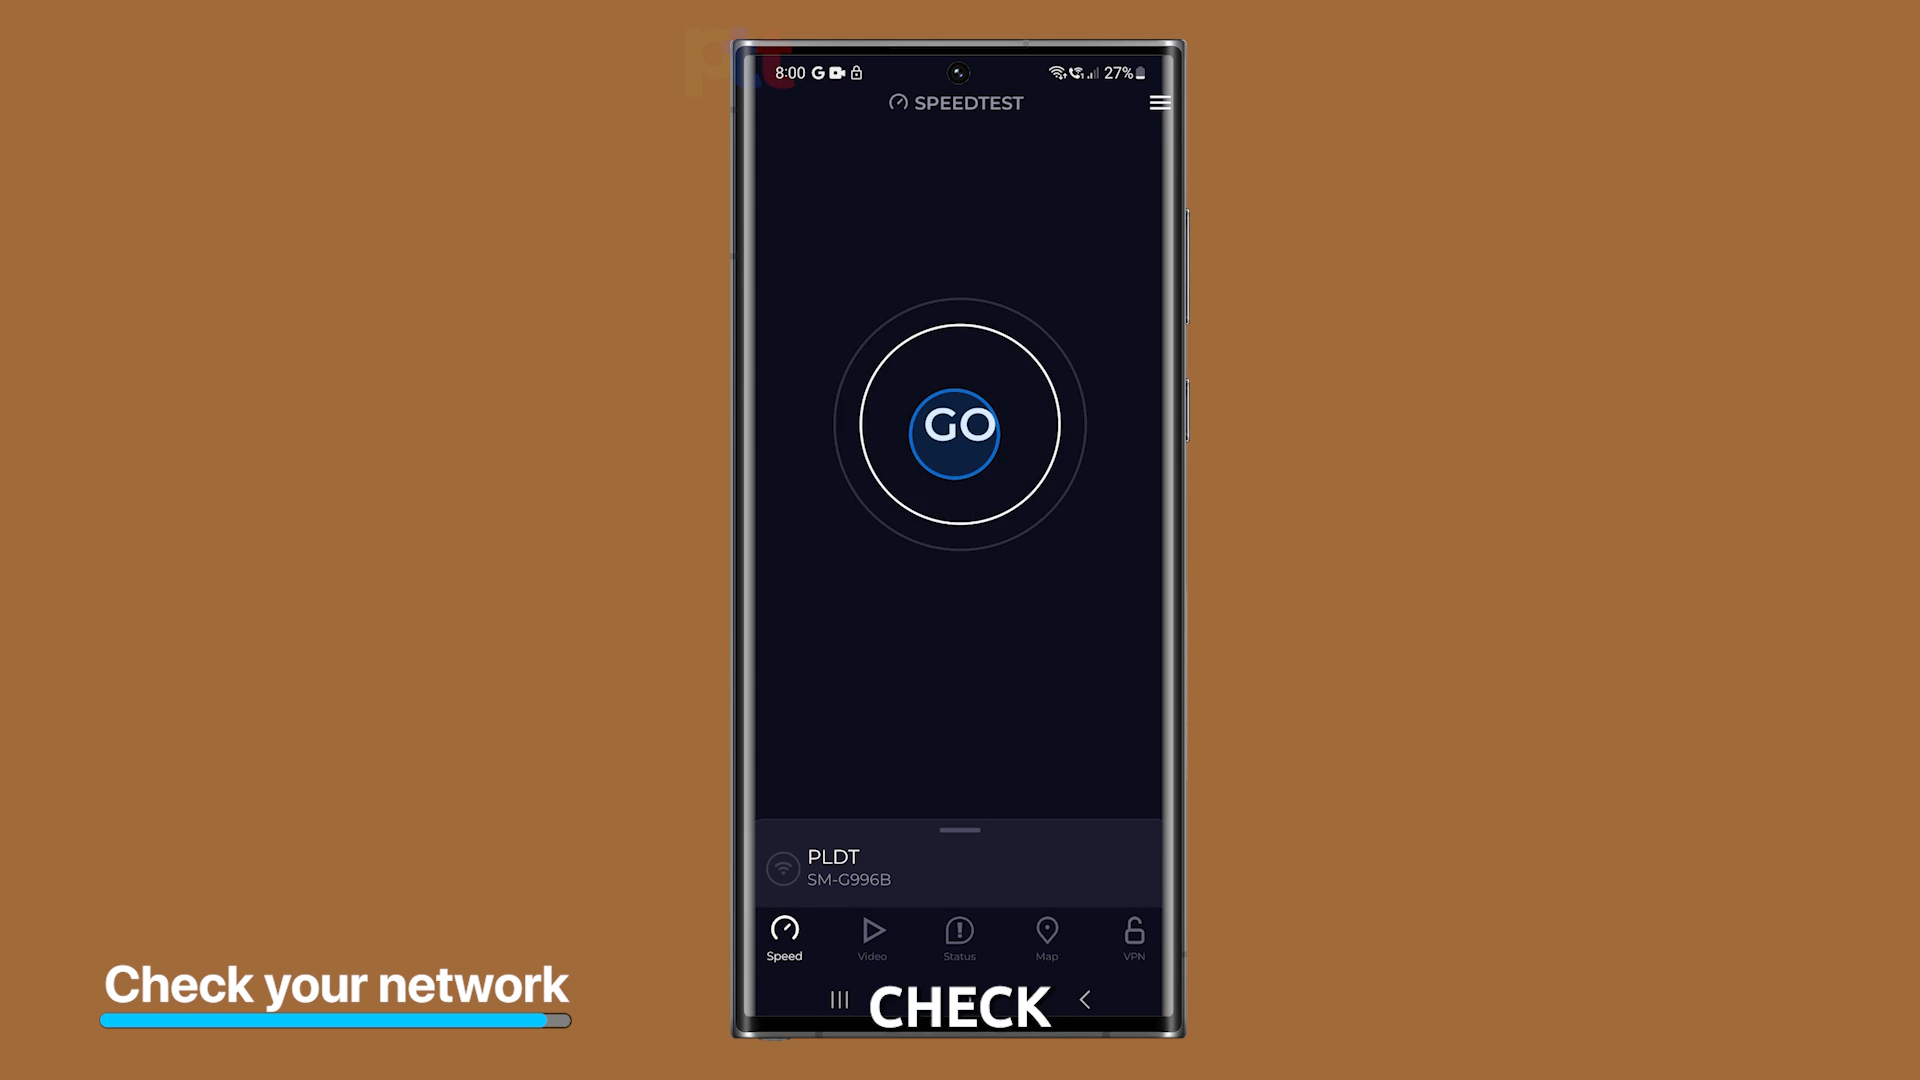 8:00
27%
SPEEDTEST
GO
PLDT
SM-G996B
Speed
Video
Status
Map
VPN
Check your network
CHECK